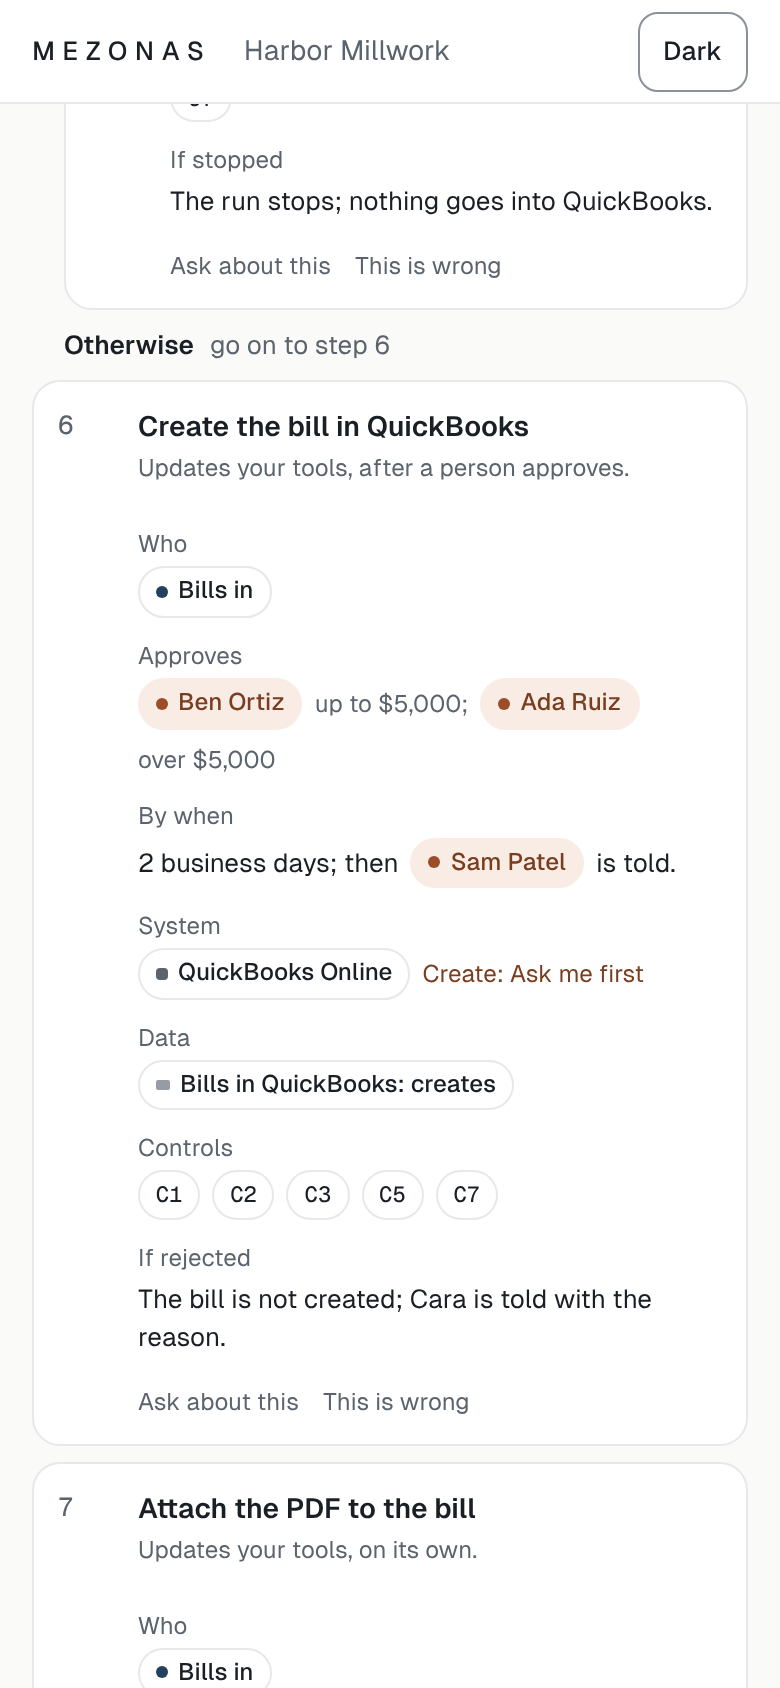 MEZONAS Harbor Millwork Dark
If stopped
The run stops; nothing goes into QuickBooks.
Ask about this This is wrong
Otherwise go on to step 6
6 Create the bill in QuickBooks
Updates your tools, after a person approves.
Who
Bills in
Approves
Ben Ortiz up to $5,000; Ada Ruiz
over $5,000
By when
2 business days; then Sam Patel is told.
System
QuickBooks Online Create: Ask me first
Data
Bills in QuickBooks: creates
Controls
C1 C2 C3 C5 C7
If rejected
The bill is not created; Cara is told with the
reason.
Ask about this This is wrong
7 Attach the PDF to the bill
Updates your tools, on its own.
Who
Bills in